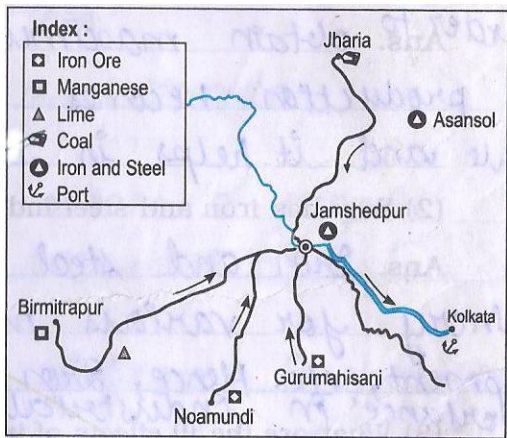 Index :
Iron Ore
Manganese
Lime
Coal
Iron and Steel
Port
Jharia
Asansol
Jamshedpur
Birmitrapur
Kolkata
Gurumahisani
Noamundi